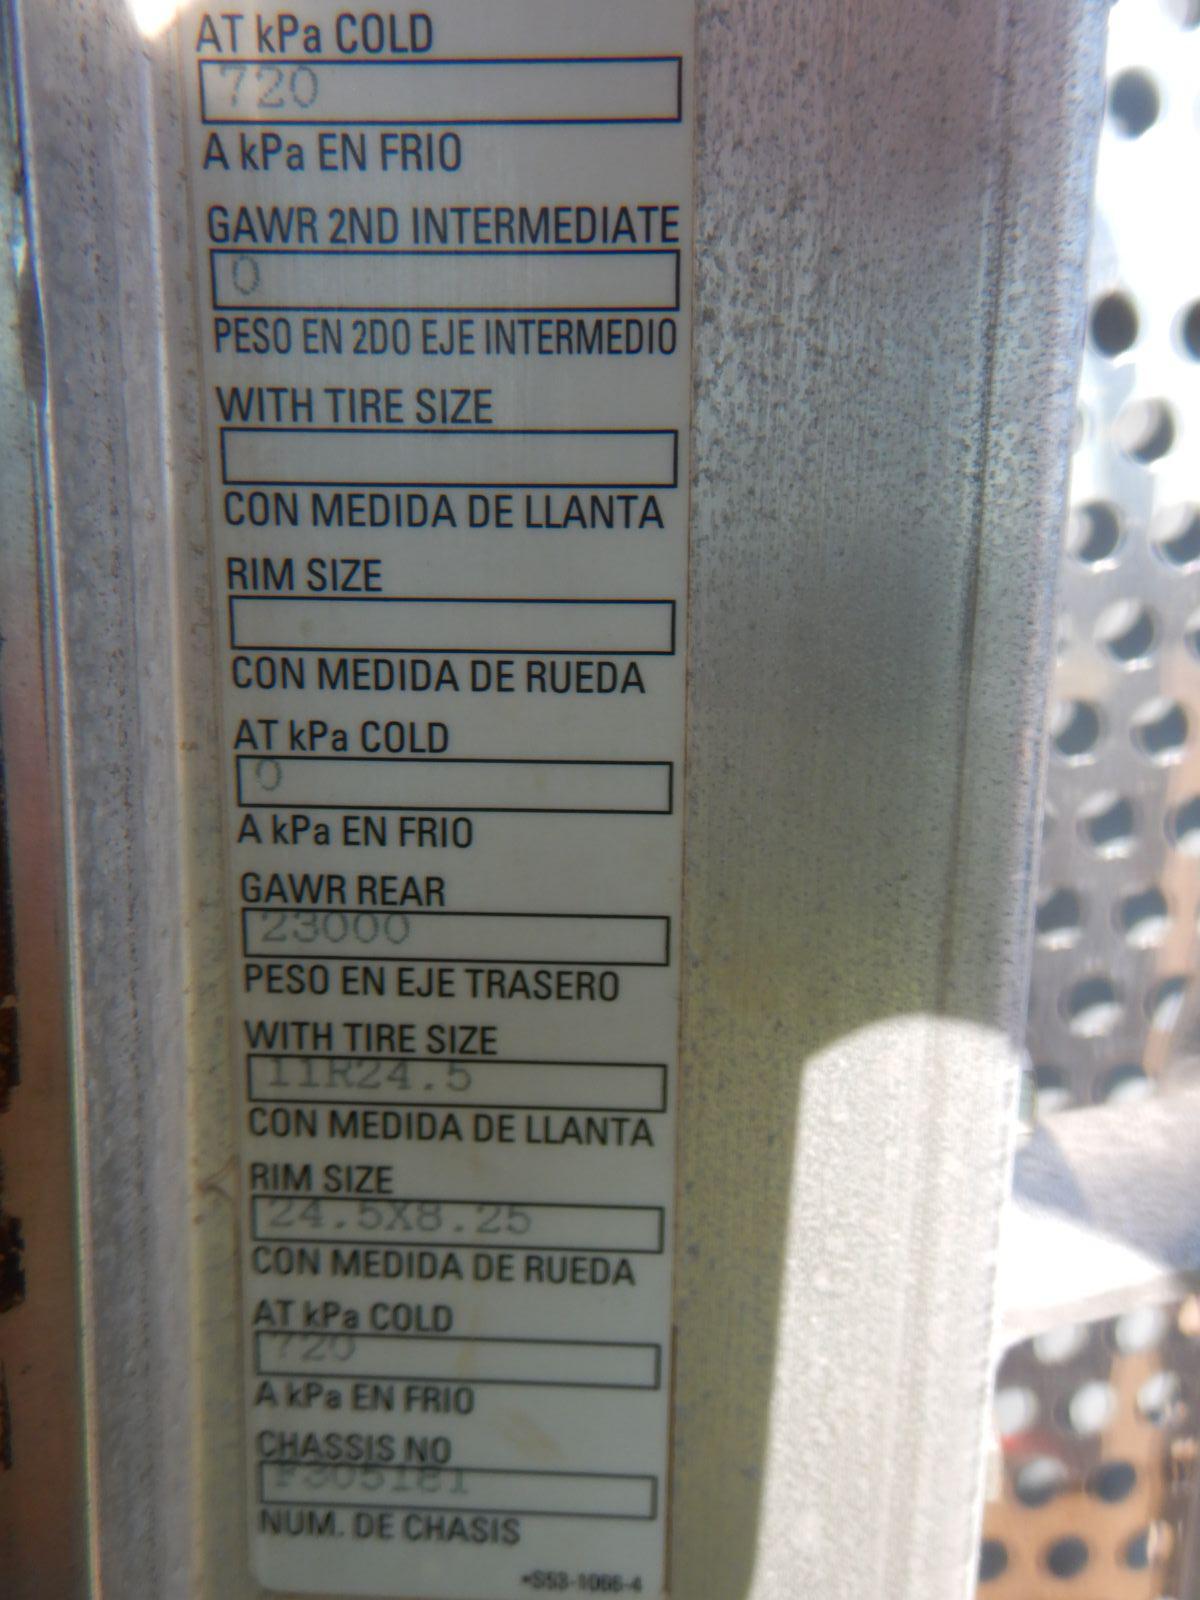 AT kPa COLD
720
A kPa EN FRIO
GAWR 2ND INTERMEDIATE
0
PESO EN 2DO EJE INTERMEDIO
WITH TIRE SIZE
CON MEDIDA DE LLANTA
RIM SIZE
CON MEDIDA DE RUEDA
AT kPa COLD
0
A kPa EN FRIO
GAWR REAR
23000
PESO EN EJE TRASERO
WITH TIRE SIZE
11R24.5
CON MEDIDA DE LLANTA
RIM SIZE
24.5X8.25
CON MEDIDA DE RUEDA
AT kPa COLD
720
A kPa EN FRIO
CHASSIS NO
F305181
NUM. DE CHASIS
•S53-1066-4